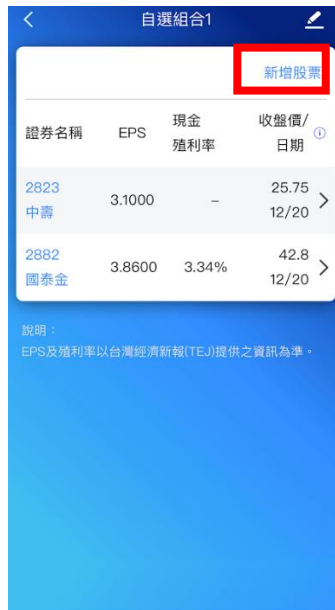 自選組合1
新增股票
證券名稱 EPS 現金殖利率 收盤價/日期
2823 中壽 3.1000 – 25.75 12/20
2882 國泰金 3.8600 3.34% 42.8 12/20
說明：
EPS及殖利率以台灣經濟新報(TEJ)提供之資訊為準。